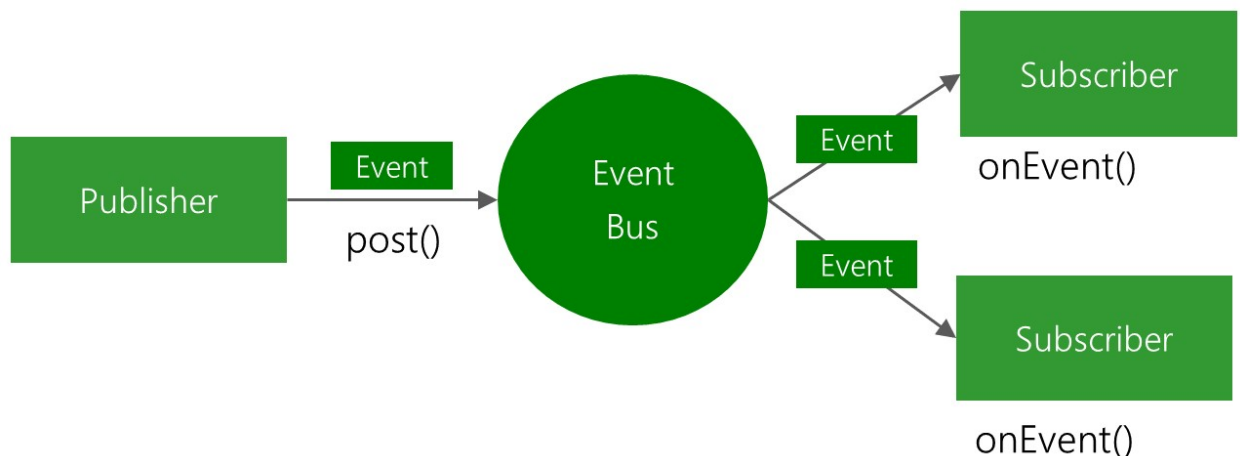 Publisher
Event
post()
Event
Bus
Event
Subscriber
onEvent()
Event
Subscriber
onEvent()